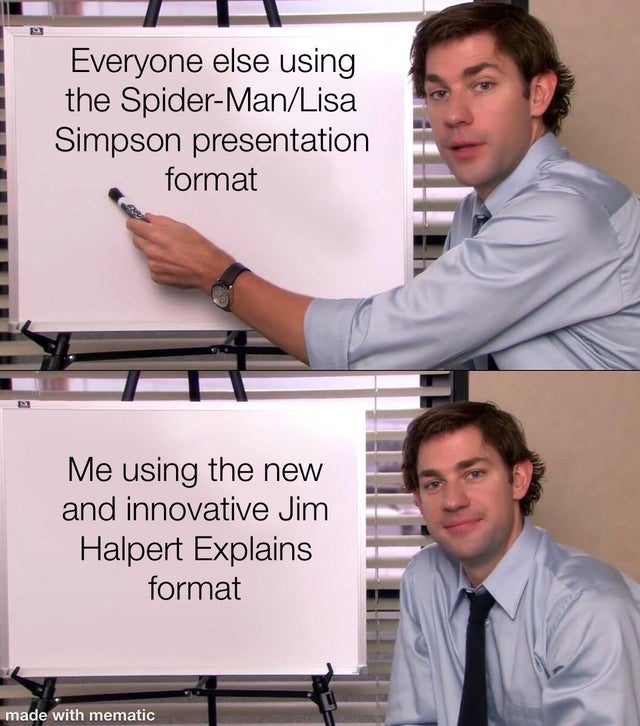 Everyone else using
the Spider-Man/Lisa
Simpson presentation
format
Me using the new
and innovative Jim
Halpert Explains
format
made with mematic